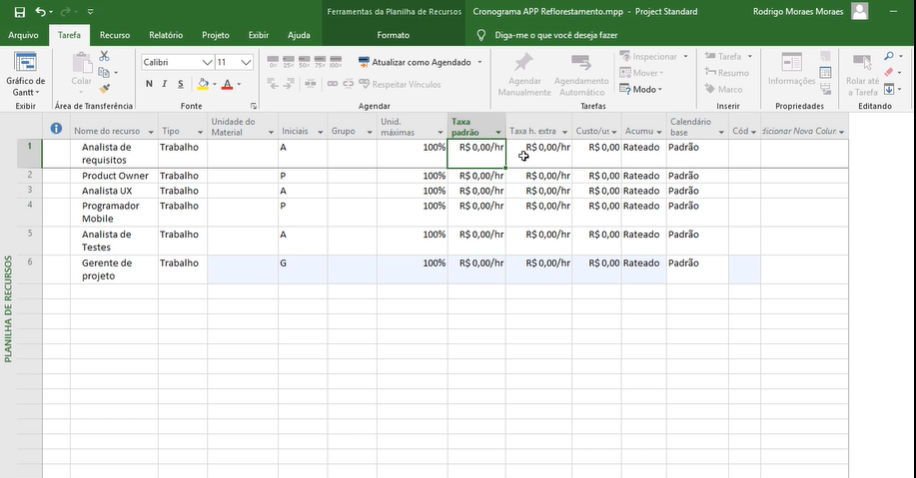 Ferramentas da Planilha de Recursos Cronograma APP Reflorestamento.mpp - Project Standard Rodrigo Moraes Moraes
Arquivo Tarefa Recurso Relatório Projeto Exibir Ajuda Formato Diga-me o que você deseja fazer
Gráfico de Gantt
Exibir
Colar
Área de Transferência
Calibri 11
N I S
Fonte
0% 25% 50% 75% 100%
Atualizar como Agendado
Respeitar Vínculos
Agendar
Agendar Manualmente
Agendamento Automático
Inspecionar
Mover
Modo
Tarefas
Tarefa
Resumo
Marco
Inserir
Informações
Propriedades
Rolar até a Tarefa
Editando
Nome do recurso Tipo Unidade do Material Iniciais Grupo Unid. máximas Taxa padrão Taxa h. extra Custo/u Acumu Calendário base Cód dicionar Nova Colur
1 Analista de requisitos Trabalho A 100% R$ 0,00/hr R$ 0,00/hr R$ 0,00 Rateado Padrão
2 Product Owner Trabalho P 100% R$ 0,00/hr R$ 0,00/hr R$ 0,00 Rateado Padrão
3 Analista UX Trabalho A 100% R$ 0,00/hr R$ 0,00/hr R$ 0,00 Rateado Padrão
4 Programador Mobile Trabalho P 100% R$ 0,00/hr R$ 0,00/hr R$ 0,00 Rateado Padrão
5 Analista de Testes Trabalho A 100% R$ 0,00/hr R$ 0,00/hr R$ 0,00 Rateado Padrão
6 Gerente de projeto Trabalho G 100% R$ 0,00/hr R$ 0,00/hr R$ 0,00 Rateado Padrão
PLANILHA DE RECURSOS